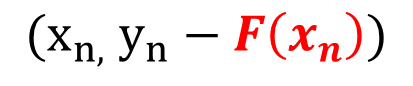 (xₙ, yₙ − F(xₙ))